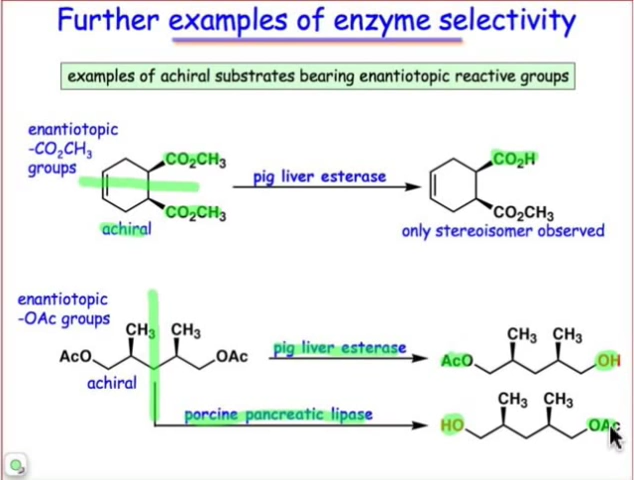 Further examples of enzyme selectivity
examples of achiral substrates bearing enantiotopic reactive groups
enantiotopic
-CO₂CH₃
groups
CO₂CH₃
CO₂CH₃
achiral
pig liver esterase
CO₂H
CO₂CH₃
only stereoisomer observed
enantiotopic
-OAc groups
CH₃ CH₃
AcO OAc
achiral
pig liver esterase
CH₃ CH₃
AcO OH
porcine pancreatic lipase
CH₃ CH₃
HO OAc